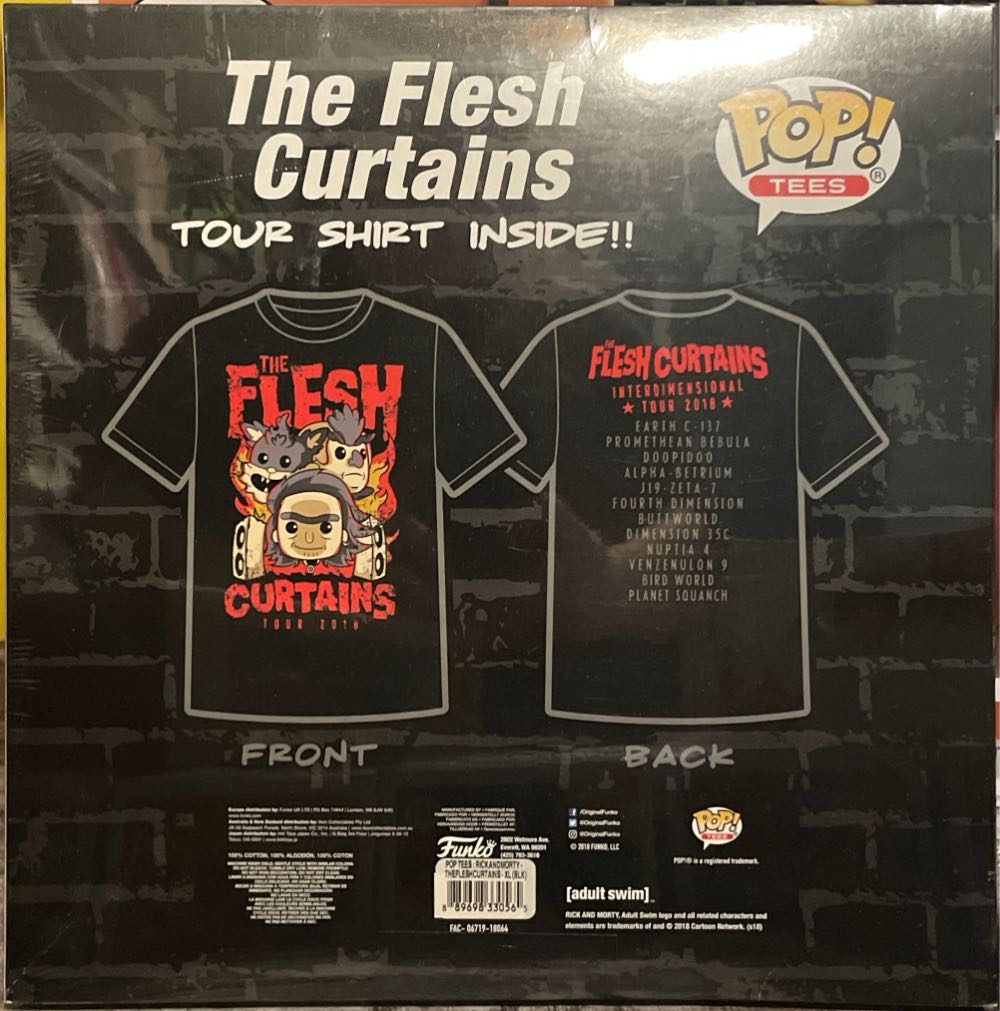 The Flesh
Curtains
TOUR SHIRT INSIDE!!
POP!
TEES
®
THE
FLESH
CURTAINS
TOUR 2018
THE
FLESH CURTAINS
INTERDIMENSIONAL
★ TOUR 2018 ★
EARTH C-137
PROMETHEAN BEBULA
DOOPIDOO
ALPHA-BETRIUM
J19-ZETA-7
FOURTH DIMENSION
BUTTWORLD
DIMENSION 35C
NUPTIA 4
VENZENULON 9
BIRD WORLD
PLANET SQUANCH
FRONT
BACK
100% COTTON, 100% ALGODÓN, 100% COTON
Funko
2802 Wetmore Ave.
Everett, WA 98201
(425) 783-3616
POP TEES: RICKANDMORTY-
THEFLESHCURTAINS- XL (BLK)
8 89698 33056 5
FAC- 06719-18064
/OriginalFunko
@OriginalFunko
@OriginalFunko
© 2018 FUNKO, LLC
POP!
TEES
POP!® is a registered trademark.
[adult swim]™
RICK AND MORTY, Adult Swim logo and all related characters and
elements are trademarks of and © 2018 Cartoon Network. (s18)